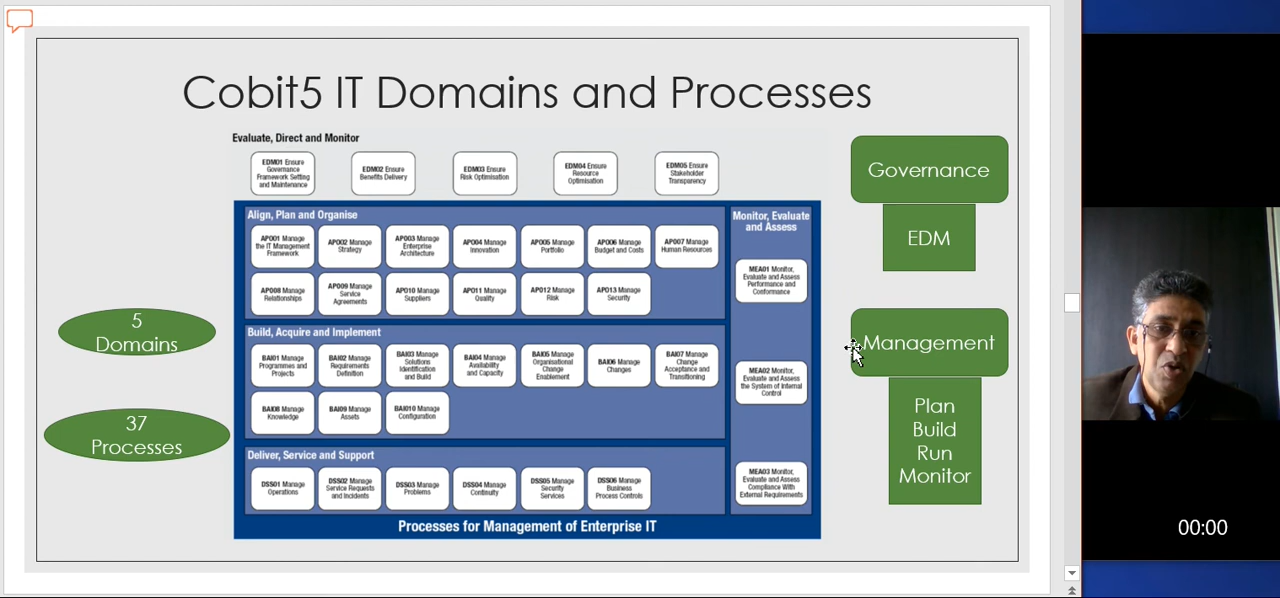 Cobit5 IT Domains and Processes
Evaluate, Direct and Monitor
EDM01 Ensure
Governance
Framework Setting
and Maintenance
EDM02 Ensure
Benefits Delivery
EDM03 Ensure
Risk Optimisation
EDM04 Ensure
Resource
Optimisation
EDM05 Ensure
Stakeholder
Transparency
Align, Plan and Organise
APO01 Manage
the IT Management
Framework
APO02 Manage
Strategy
APO03 Manage
Enterprise
Architecture
APO04 Manage
Innovation
APO05 Manage
Portfolio
APO06 Manage
Budget and Costs
APO07 Manage
Human Resources
APO08 Manage
Relationships
APO09 Manage
Service
Agreements
APO10 Manage
Suppliers
APO11 Manage
Quality
APO12 Manage
Risk
APO13 Manage
Security
Build, Acquire and Implement
BAI01 Manage
Programmes and
Projects
BAI02 Manage
Requirements
Definition
BAI03 Manage
Solutions
Identification
and Build
BAI04 Manage
Availability
and Capacity
BAI05 Manage
Organisational
Change
Enablement
BAI06 Manage
Changes
BAI07 Manage
Change
Acceptance and
Transitioning
BAI08 Manage
Knowledge
BAI09 Manage
Assets
BAI010 Manage
Configuration
Deliver, Service and Support
DSS01 Manage
Operations
DSS02 Manage
Service Requests
and Incidents
DSS03 Manage
Problems
DSS04 Manage
Continuity
DSS05 Manage
Security
Services
DSS06 Manage
Business
Process Controls
Monitor, Evaluate
and Assess
MEA01 Monitor,
Evaluate and Assess
Performance and
Conformance
MEA02 Monitor,
Evaluate and Assess
the System of Internal
Control
MEA03 Monitor,
Evaluate and Assess
Compliance With
External Requirements
Processes for Management of Enterprise IT
5
Domains
37
Processes
Governance
EDM
Management
Plan
Build
Run
Monitor
00:00